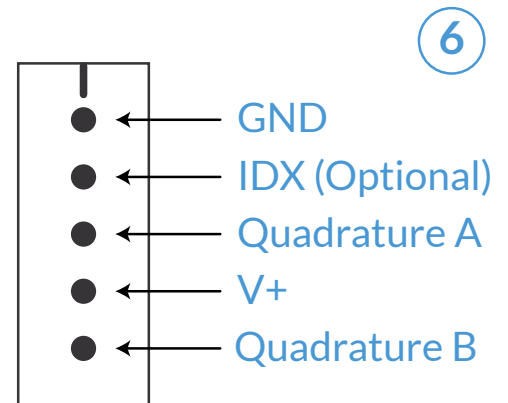 6
GND
IDX (Optional)
Quadrature A
V+
Quadrature B